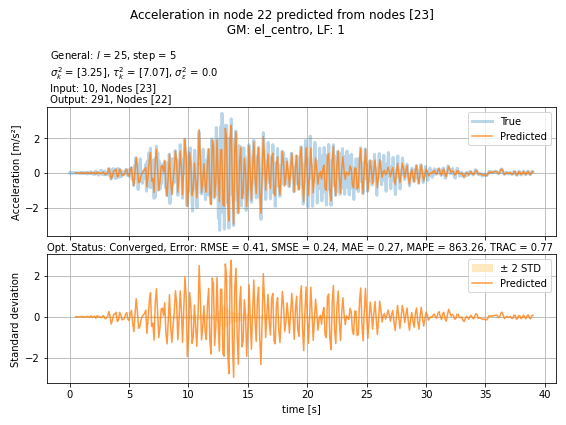 Acceleration in node 22 predicted from nodes [23]
GM: el_centro, LF: 1
General: l = 25, step = 5
σ²ₖ = [3.25], τ²ₖ = [7.07], σ²ε = 0.0
Input: 10, Nodes [23]
Output: 291, Nodes [22]
Acceleration [m/s²]
2
0
−2
True
Predicted
Opt. Status: Converged, Error: RMSE = 0.41, SMSE = 0.24, MAE = 0.27, MAPE = 863.26, TRAC = 0.77
Standard deviation
2
0
−2
± 2 STD
Predicted
0 5 10 15 20 25 30 35 40
time [s]